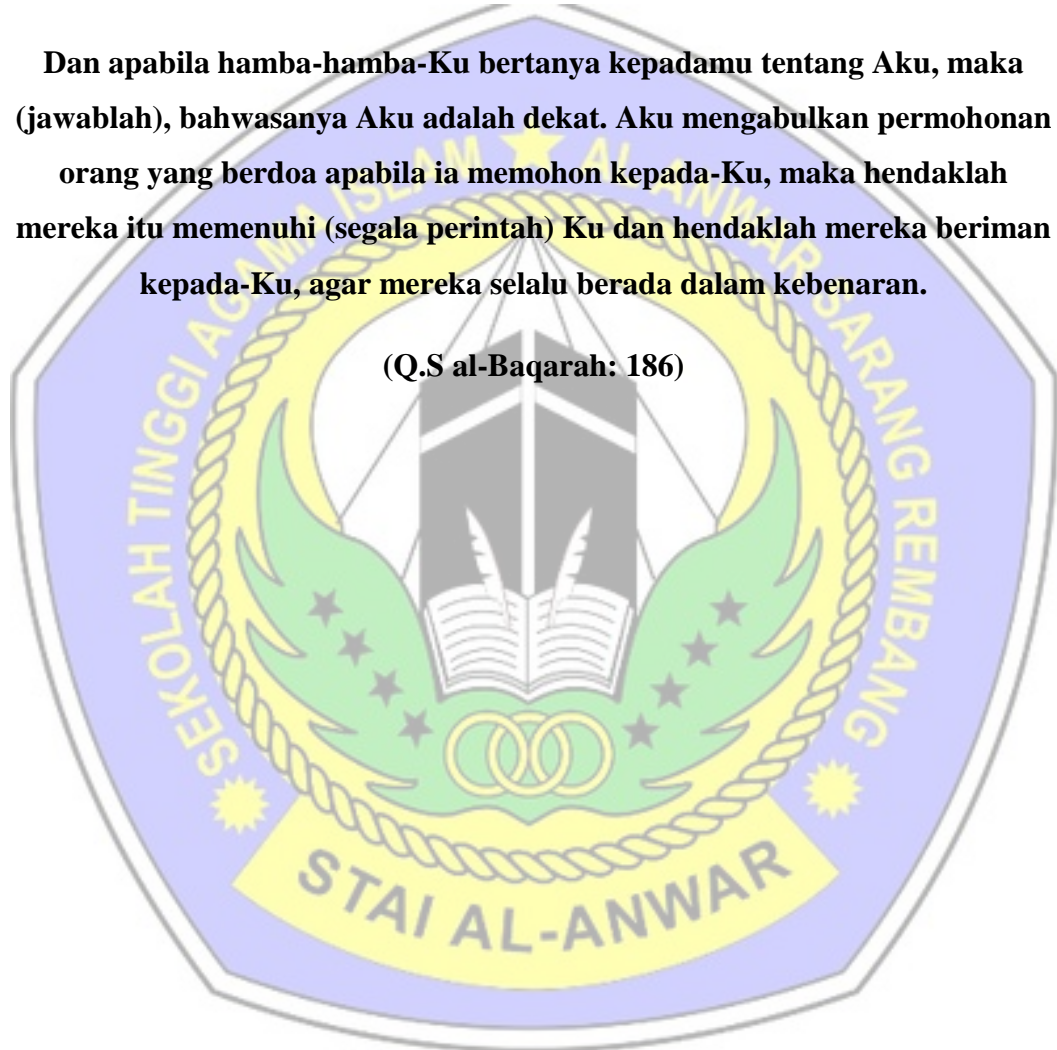 Dan apabila hamba-hamba-Ku bertanya kepadamu tentang Aku, maka
(jawablah), bahwasanya Aku adalah dekat. Aku mengabulkan permohonan
orang yang berdoa apabila ia memohon kepada-Ku, maka hendaklah
mereka itu memenuhi (segala perintah) Ku dan hendaklah mereka beriman
kepada-Ku, agar mereka selalu berada dalam kebenaran.
(Q.S al-Baqarah: 186)
SEKOLAH TINGGI AGAMA ISLAM AL ANWAR SARANG REMBANG
STAI AL-ANWAR